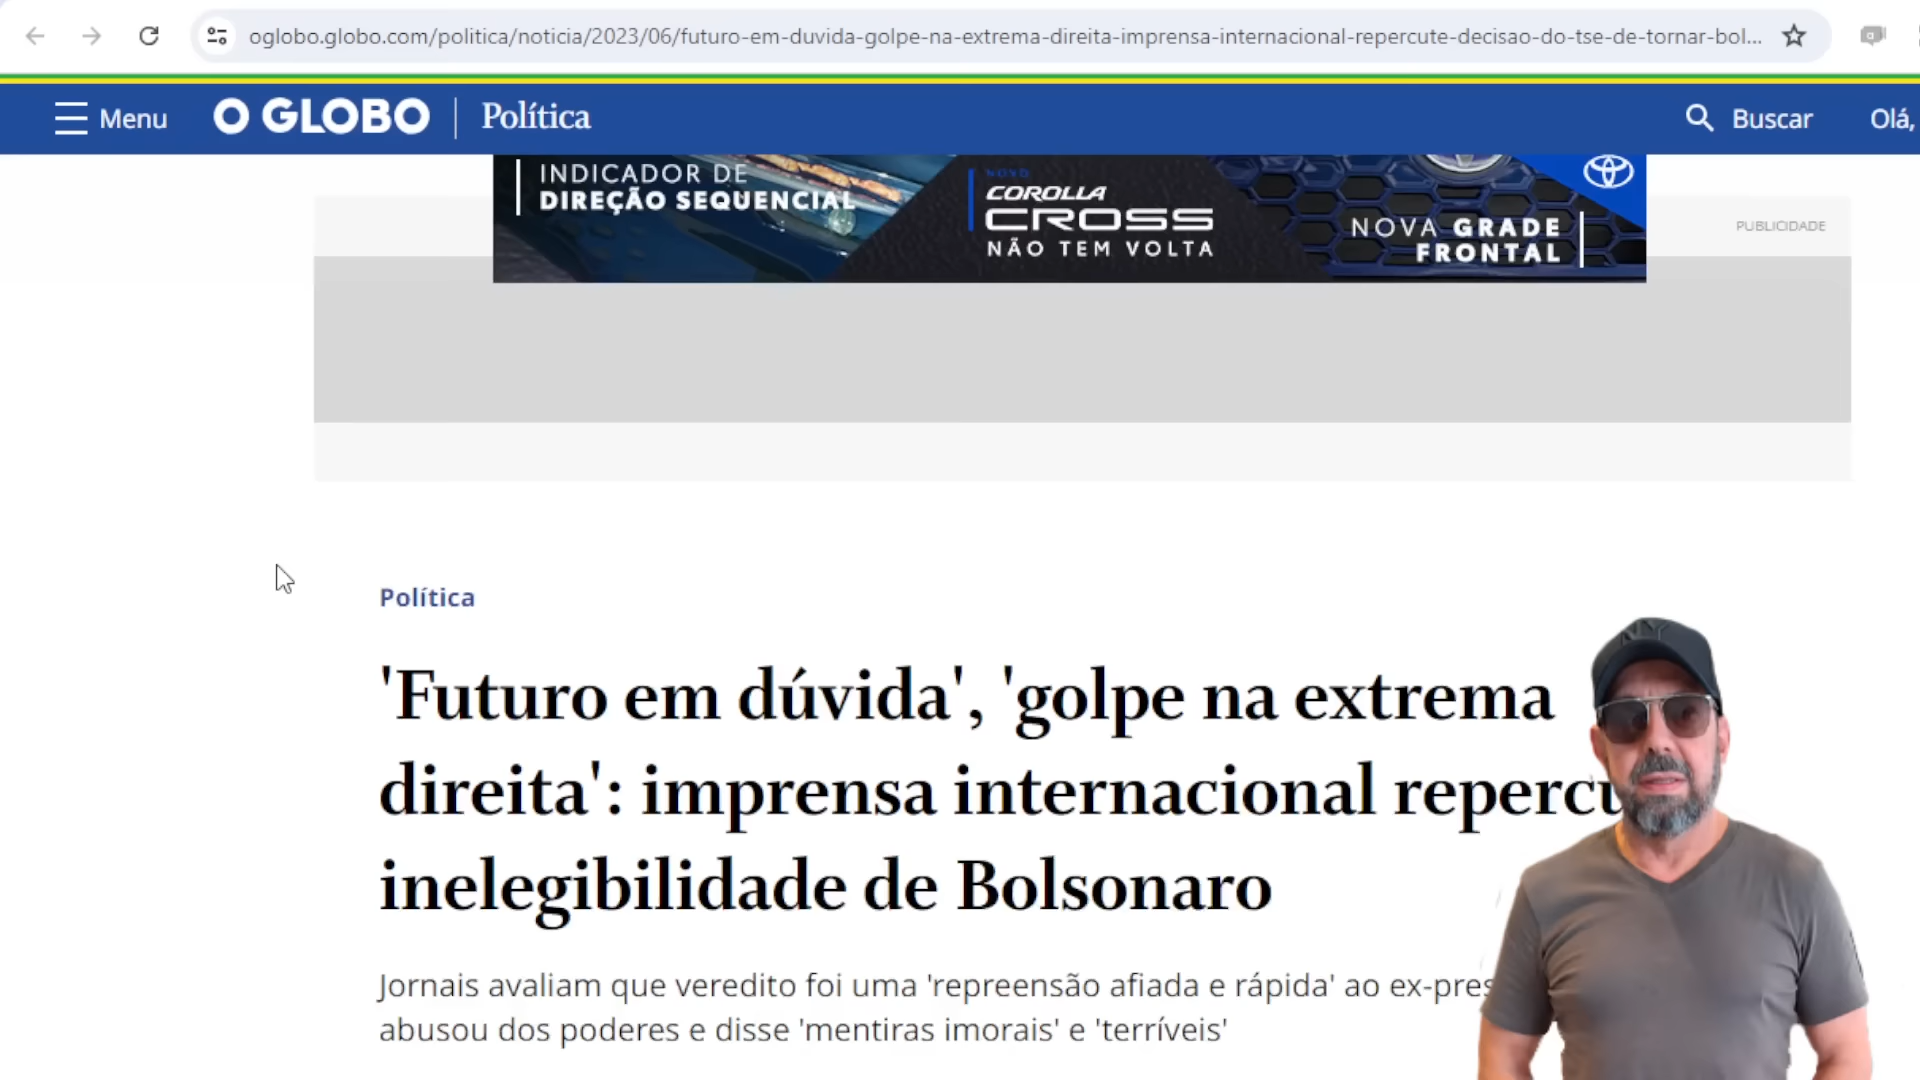 oglobo.globo.com/politica/noticia/2023/06/futuro-em-duvida-golpe-na-extrema-direita-imprensa-internacional-repercute-decisao-do-tse-de-tornar-bol...
Menu
O GLOBO
Política
Buscar
Olá,
INDICADOR DE
DIREÇÃO SEQUENCIAL
NOVO
COROLLA
CROSS
NÃO TEM VOLTA
NOVA GRADE
FRONTAL
PUBLICIDADE
Política
'Futuro em dúvida', 'golpe na extrema
direita': imprensa internacional repercu
inelegibilidade de Bolsonaro
Jornais avaliam que veredito foi uma 'repreensão afiada e rápida' ao ex-pres
abusou dos poderes e disse 'mentiras imorais' e 'terríveis'
NY